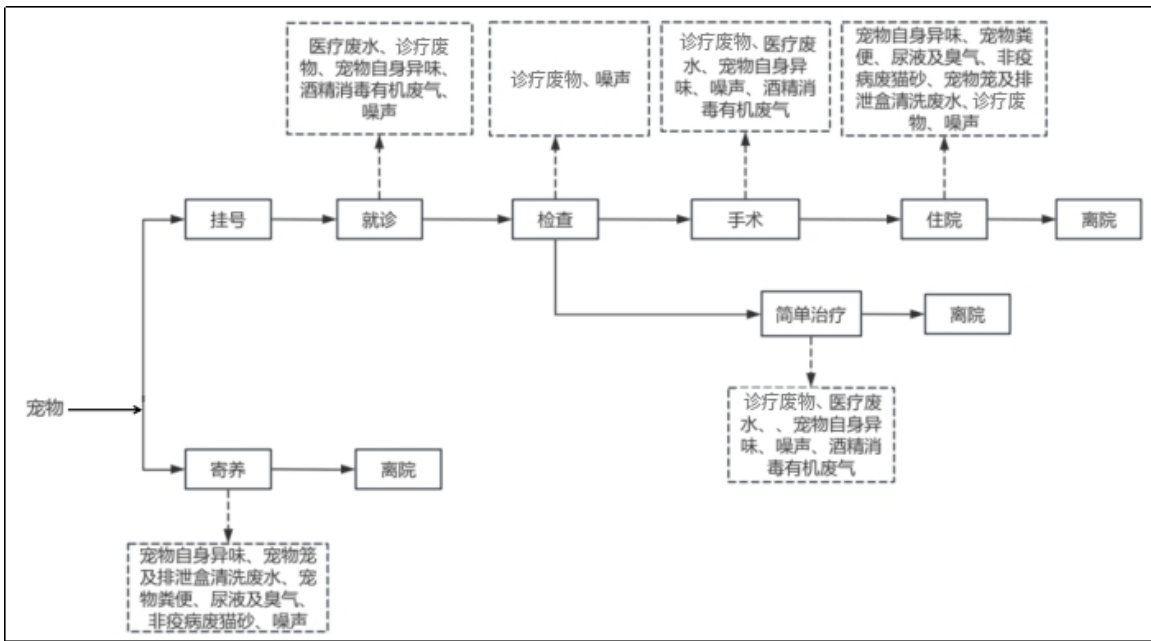 医疗废水、诊疗废
物、宠物自身异味、
酒精消毒有机废气、
噪声
诊疗废物、噪声
诊疗废物、医疗废
水、宠物自身异
味、噪声、酒精消
毒有机废气
宠物自身异味、宠物粪
便、尿液及臭气、非疫
病废猫砂、宠物笼及排
泄盒清洗废水、诊疗废
物、噪声
挂号
就诊
检查
手术
住院
离院
简单治疗
离院
诊疗废物、医疗废
水、、宠物自身异
味、噪声、酒精消
毒有机废气
宠物
寄养
离院
宠物自身异味、宠物笼
及排泄盒清洗废水、宠
物粪便、尿液及臭气、
非疫病废猫砂、噪声